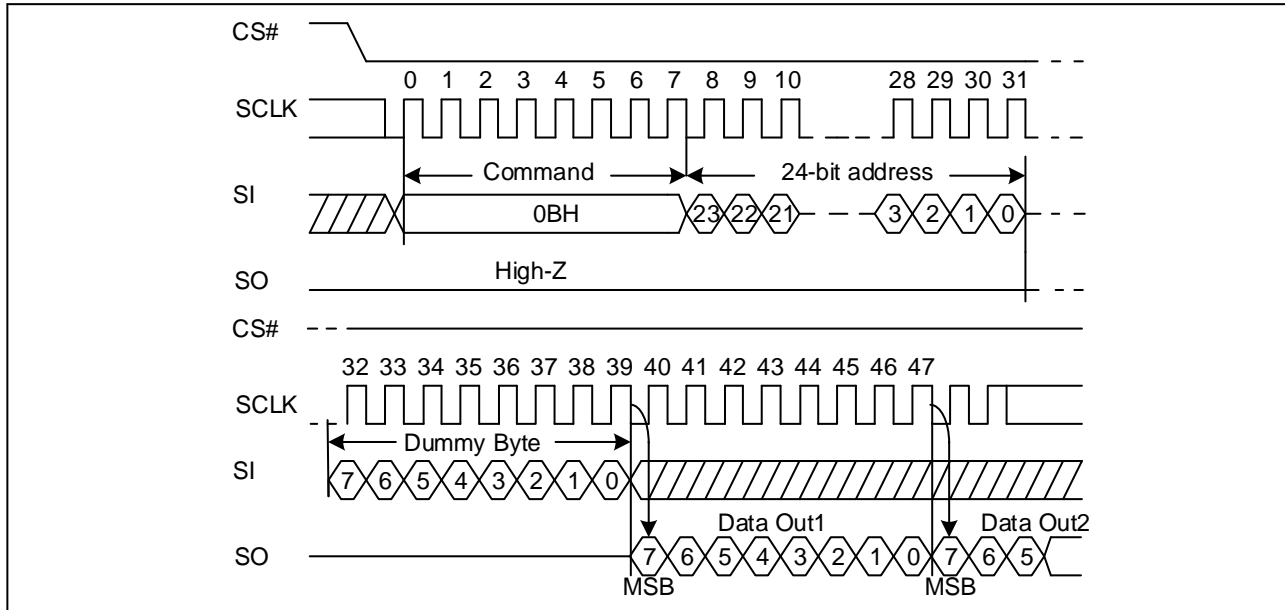 CS#
0 1 2 3 4 5 6 7 8 9 10 28 29 30 31
SCLK
Command 24-bit address
SI
0BH 23 22 21 3 2 1 0
High-Z
SO
CS#
32 33 34 35 36 37 38 39 40 41 42 43 44 45 46 47
SCLK
Dummy Byte
SI
7 6 5 4 3 2 1 0
Data Out1 Data Out2
SO
7 6 5 4 3 2 1 0 7 6 5
MSB MSB